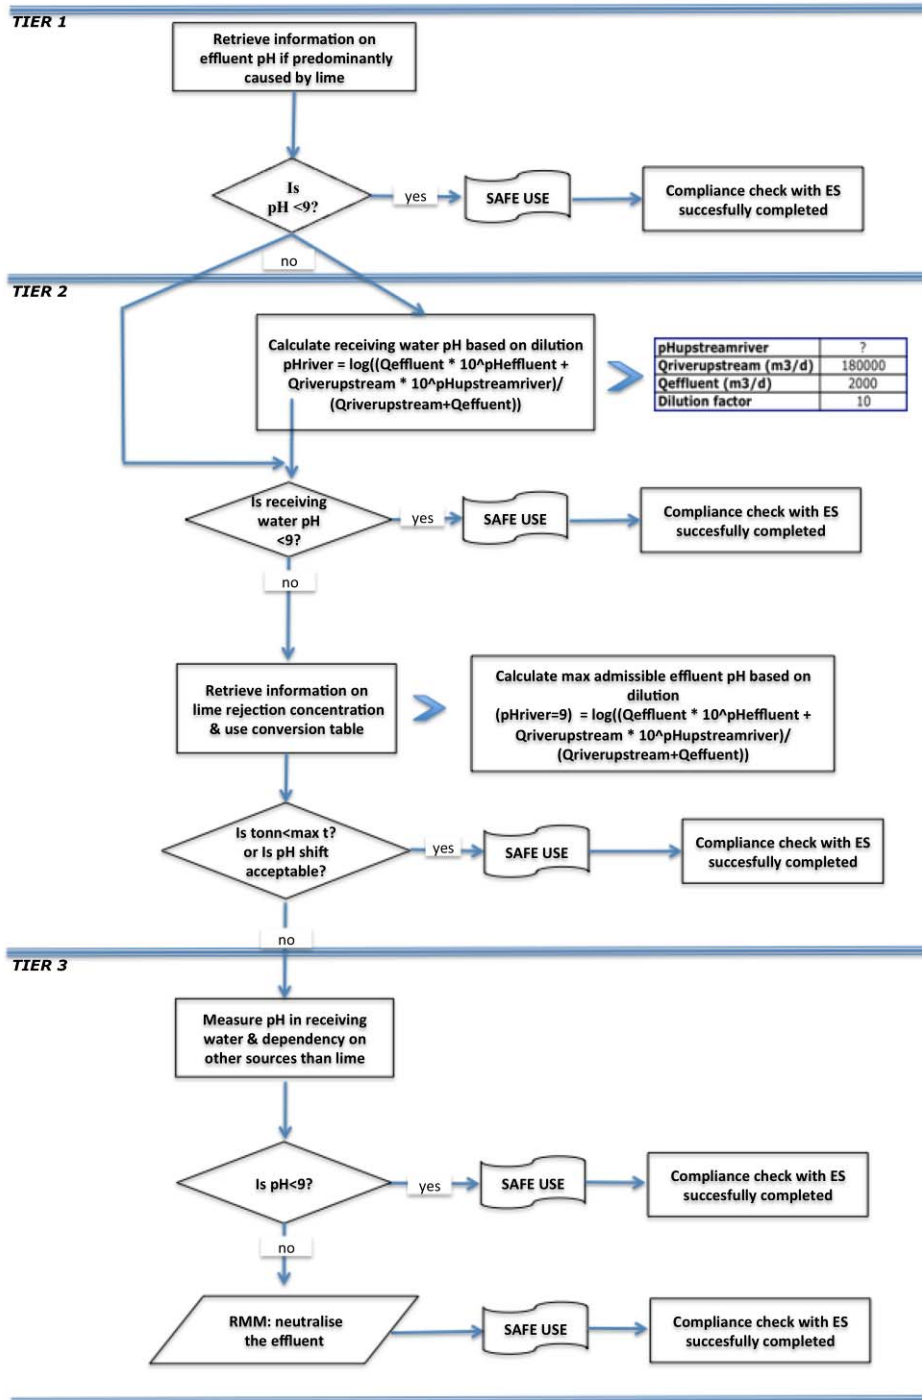 TIER 1
Retrieve information on
effluent pH if predominantly
caused by lime
Is
pH <9?
yes
SAFE USE
Compliance check with ES
succesfully completed
no
TIER 2
Calculate receiving water pH based on dilution
pHriver = log((Qeffluent * 10^pHeffluent +
Qriverupstream * 10^pHupstreamriver)/
(Qriverupstream+Qeffuent))
pHupstreamriver ?
Qriverupstream (m3/d) 180000
Qeffluent (m3/d) 2000
Dilution factor 10
Is receiving
water pH
<9?
yes
SAFE USE
Compliance check with ES
succesfully completed
no
Retrieve information on
lime rejection concentration
& use conversion table
Calculate max admissible effluent pH based on
dilution
(pHriver=9) = log((Qeffluent * 10^pHeffluent +
Qriverupstream * 10^pHupstreamriver)/
(Qriverupstream+Qeffuent))
Is tonn<max t?
or Is pH shift
acceptable?
yes
SAFE USE
Compliance check with ES
succesfully completed
no
TIER 3
Measure pH in receiving
water & dependency on
other sources than lime
Is pH<9?
yes
SAFE USE
Compliance check with ES
succesfully completed
no
RMM: neutralise
the effluent
SAFE USE
Compliance check with ES
succesfully completed